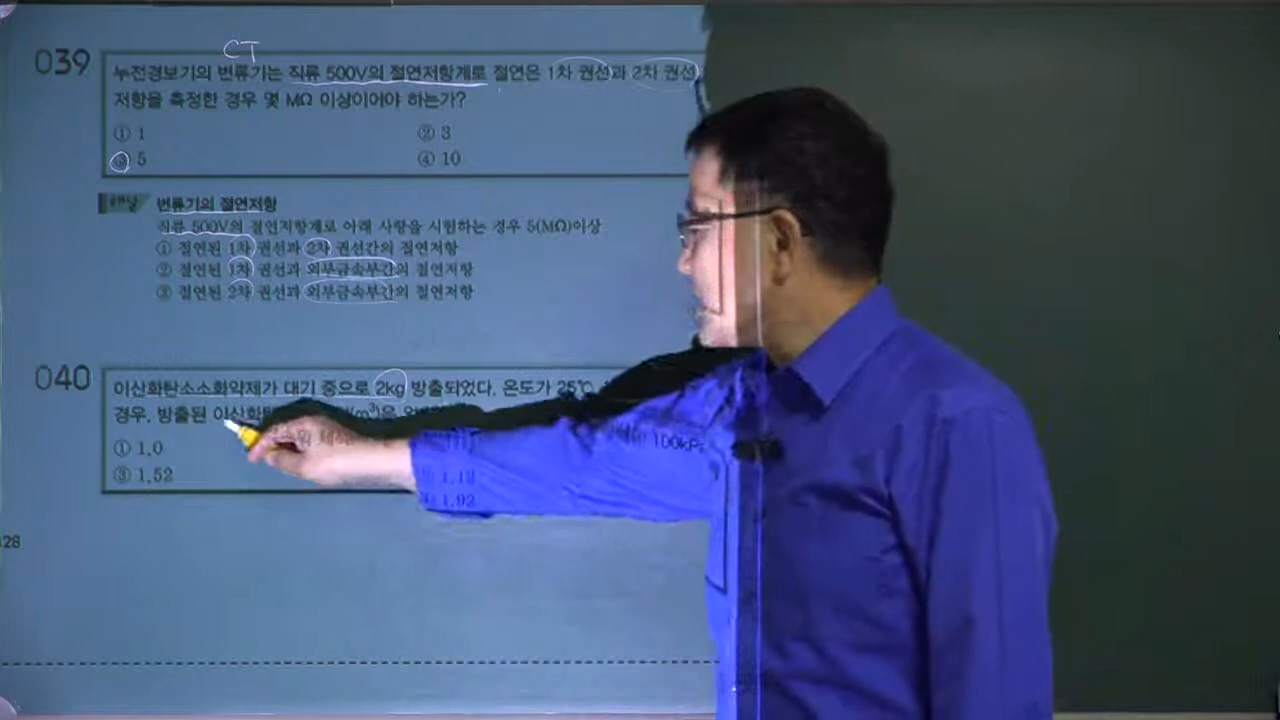 CT
039
누전경보기의 변류기는 직류 500V의 절연저항계로 절연은 1차 권선과 2차 권선
저항을 측정한 경우 몇 MΩ 이상이어야 하는가?
① 1 ② 3
③ 5 ④ 10
해설 변류기의 절연저항
직류 500V의 절연저항계로 아래 사항을 시험하는 경우 5(MΩ)이상
① 절연된 1차 권선과 2차 권선간의 절연저항
② 절연된 1차 권선과 외부금속부간의 절연저항
③ 절연된 2차 권선과 외부금속부간의 절연저항
040
이산화탄소소화약제가 대기 중으로 2kg 방출되었다. 온도가 25℃
경우, 방출된 (m³)은
100kP
① 1.0 1.12
③ 1.52 1.92
28